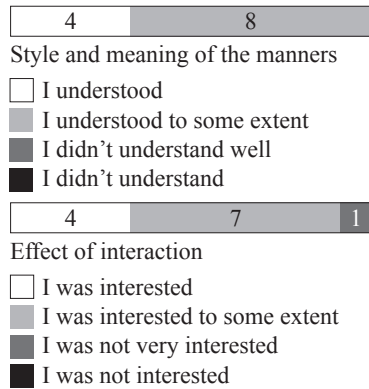 4 8
Style and meaning of the manners
I understood
I understood to some extent
I didn’t understand well
I didn’t understand
4 7 1
Effect of interaction
I was interested
I was interested to some extent
I was not very interested
I was not interested